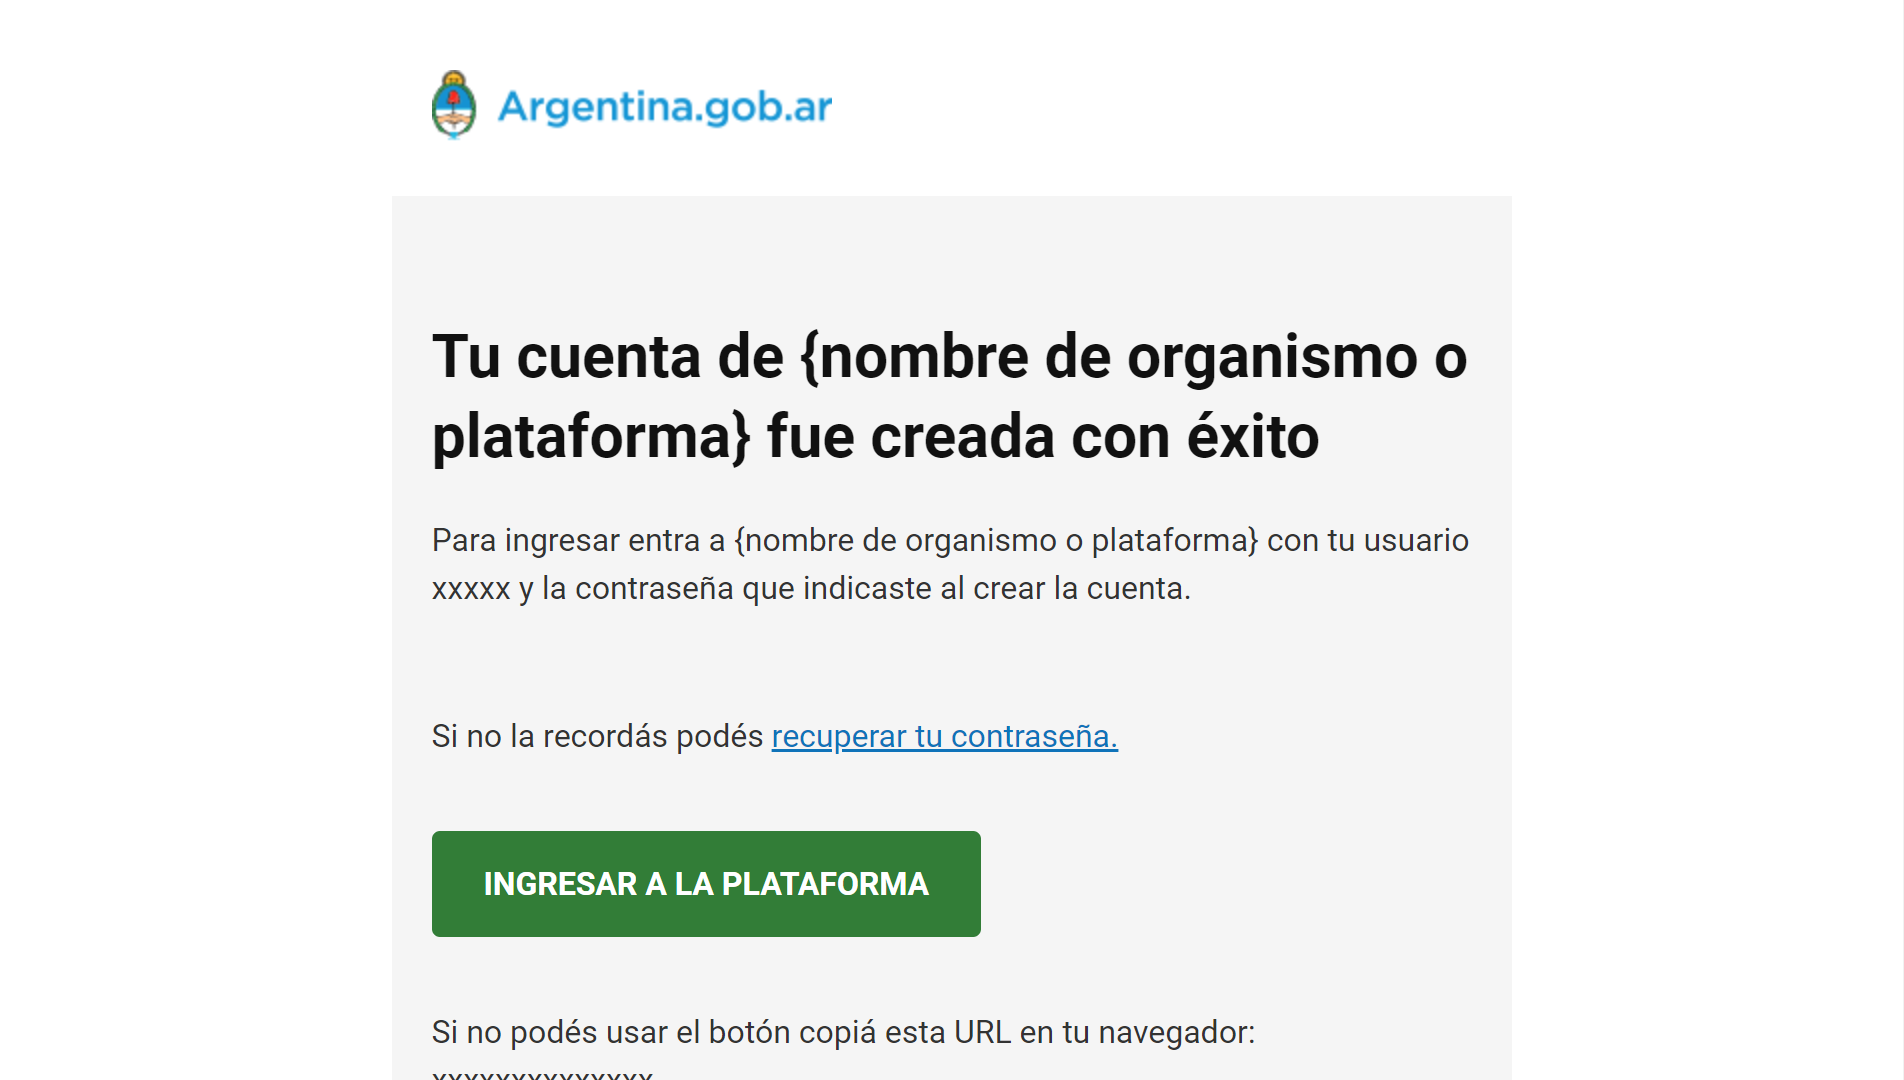 Argentina.gob.ar
Tu cuenta de {nombre de organismo o
plataforma} fue creada con éxito
Para ingresar entra a {nombre de organismo o plataforma} con tu usuario
xxxxx y la contraseña que indicaste al crear la cuenta.
Si no la recordás podés recuperar tu contraseña.
INGRESAR A LA PLATAFORMA
Si no podés usar el botón copiá esta URL en tu navegador:
xxxxxxxxxxxxxx